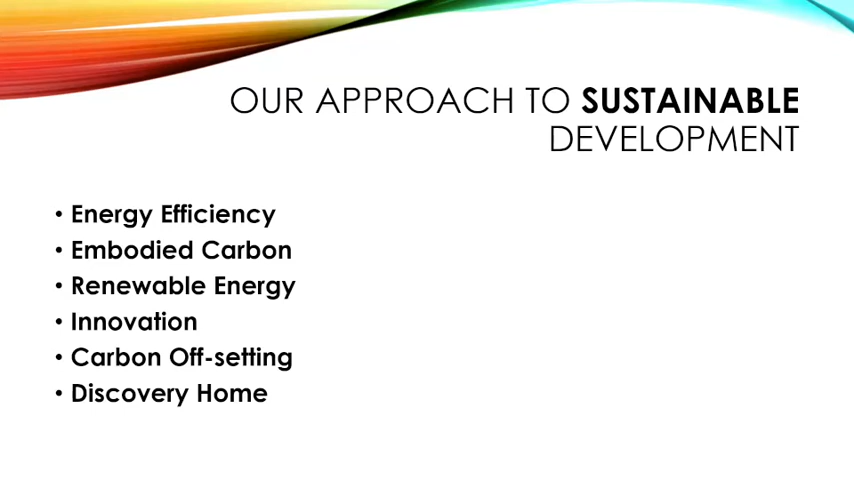 OUR APPROACH TO SUSTAINABLE
DEVELOPMENT
• Energy Efficiency
• Embodied Carbon
• Renewable Energy
• Innovation
• Carbon Off-setting
• Discovery Home